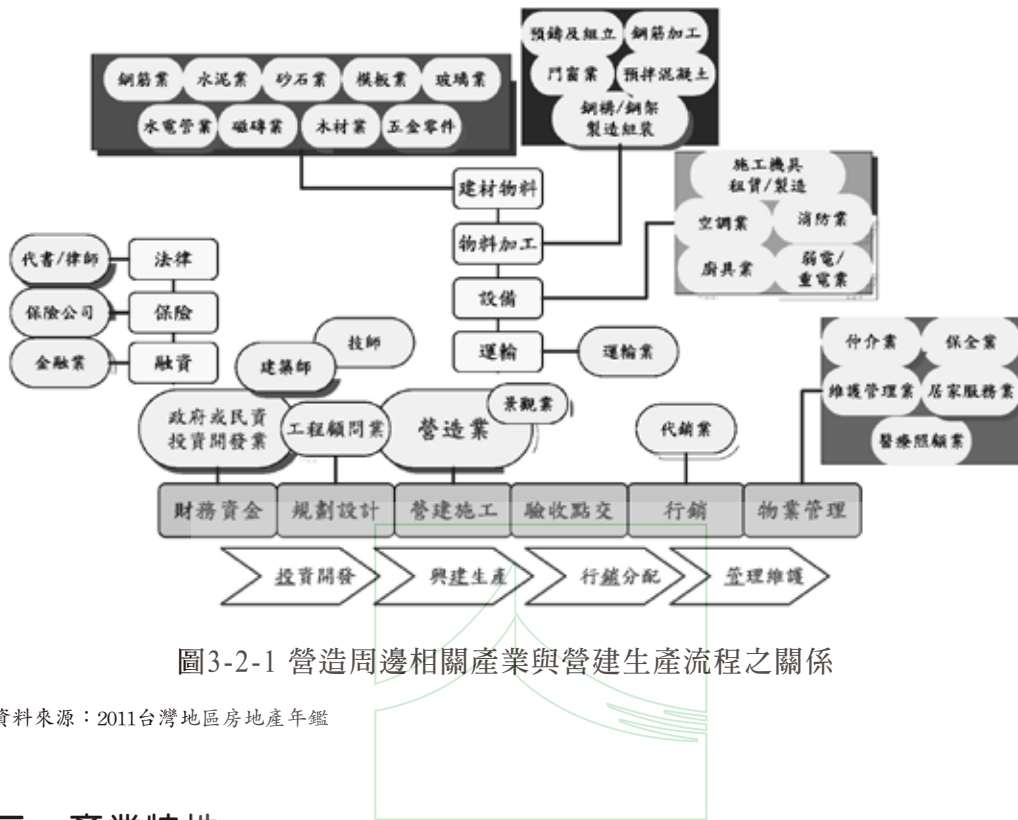 預鑄及組立
鋼筋加工
門窗業
預拌混凝土
鋼構/鋼架
製造組裝
鋼筋業
水泥業
砂石業
模板業
玻璃業
水電管業
磁磚業
木材業
五金零件
施工機具
租賃/製造
空調業
消防業
廚具業
弱電/
重電業
建材物料
物料加工
設備
運輸
運輸業
代書/律師
法律
保險公司
保險
金融業
融資
技師
建築師
景觀業
政府或民資
投資開發業
工程顧問業
營造業
代銷業
仲介業
保全業
維護管理業
居家服務業
醫療照顧業
財務資金
規劃設計
營建施工
驗收點交
行銷
物業管理
投資開發
興建生產
行銷分配
管理維護
圖3-2-1 營造周邊相關產業與營建生產流程之關係
資料來源：2011台灣地區房地產年鑑